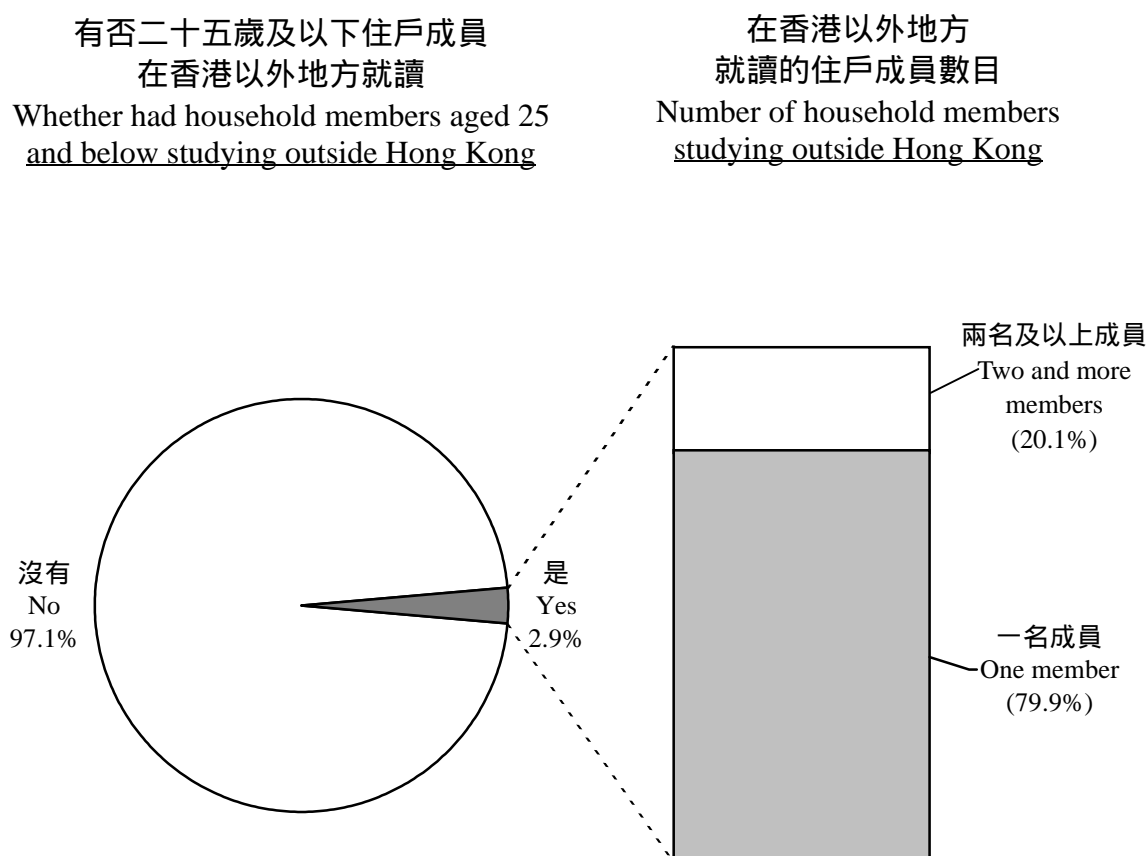 有否二十五歲及以下住戶成員
在香港以外地方就讀
Whether had household members aged 25
and below studying outside Hong Kong
在香港以外地方
就讀的住戶成員數目
Number of household members
studying outside Hong Kong
兩名及以上成員
Two and more
members
(20.1%)
沒有
No
97.1%
是
Yes
2.9%
一名成員
One member
(79.9%)